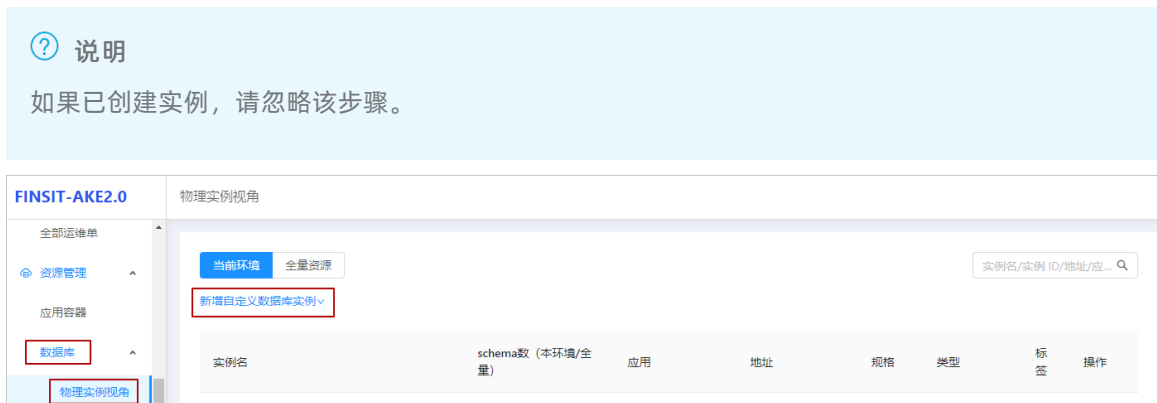 说明
如果已创建实例，请忽略该步骤。
FINSIT-AKE2.0
物理实例视角
全部运维单
当前环境 全量资源
实例名/实例 ID/地址/应...
资源管理
新增自定义数据库实例
应用容器
数据库
实例名
schema数（本环境/全
量）
应用
地址
规格
类型
标
签
操作
物理实例视角